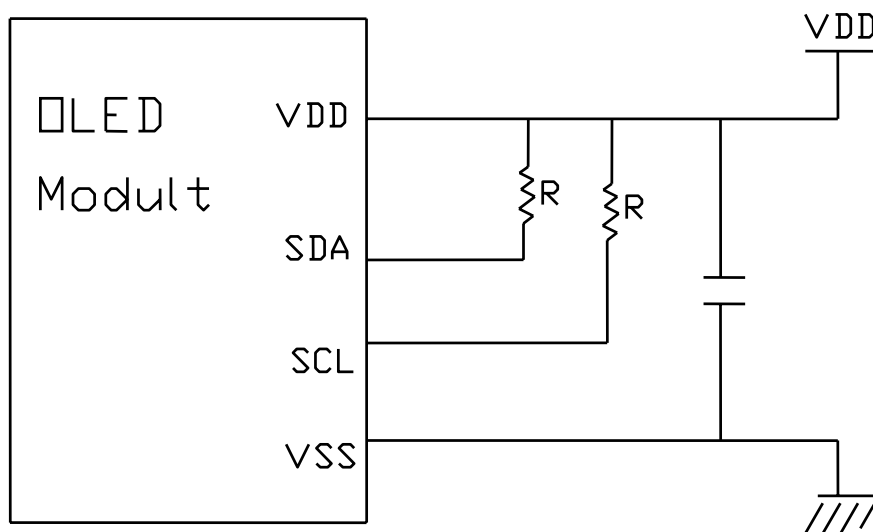 VDD
OLED
VDD
Modult
R
R
SDA
SCL
VSS